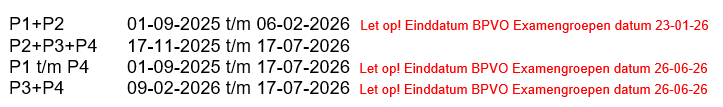 P1+P2 01-09-2025 t/m 06-02-2026 Let op! Einddatum BPVO Examengroepen datum 23-01-26
P2+P3+P4 17-11-2025 t/m 17-07-2026
P1 t/m P4 01-09-2025 t/m 17-07-2026 Let op! Einddatum BPVO Examengroepen datum 26-06-26
P3+P4 09-02-2026 t/m 17-07-2026 Let op! Einddatum BPVO Examengroepen datum 26-06-26